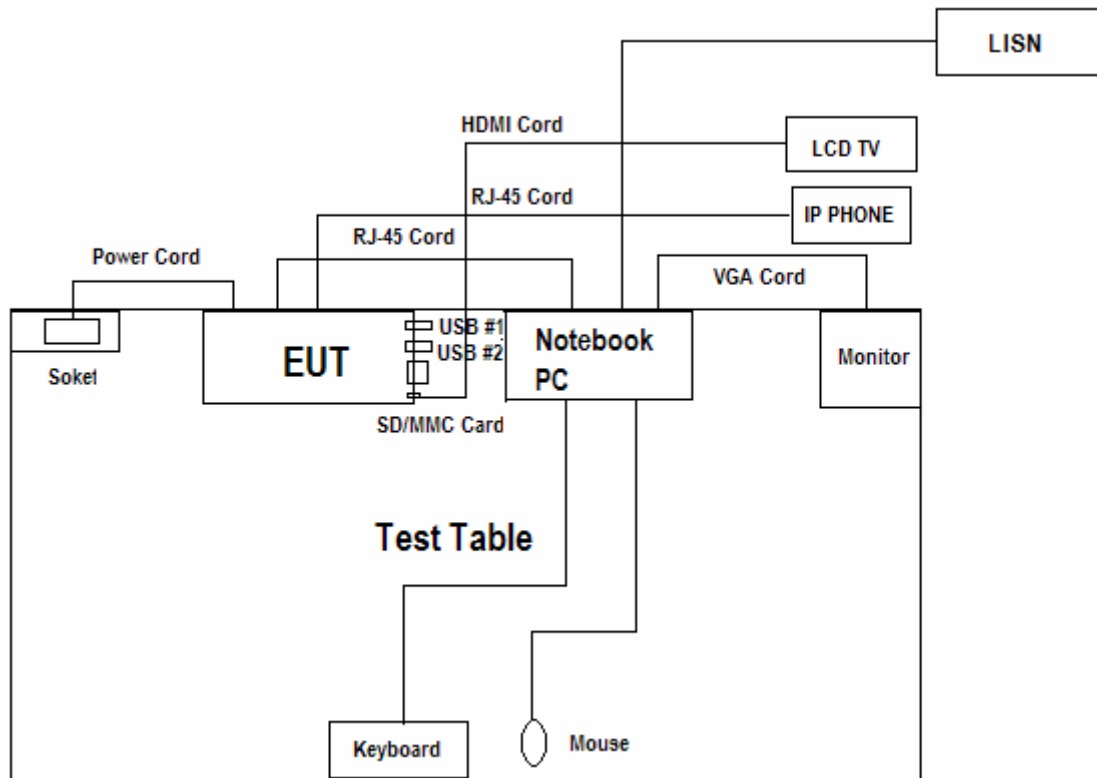 LISN
HDMI Cord
LCD TV
RJ-45 Cord
IP PHONE
RJ-45 Cord
Power Cord
VGA Cord
USB #1
USB #2
EUT
Notebook
PC
Monitor
Soket
SD/MMC Card
Test Table
Keyboard
Mouse